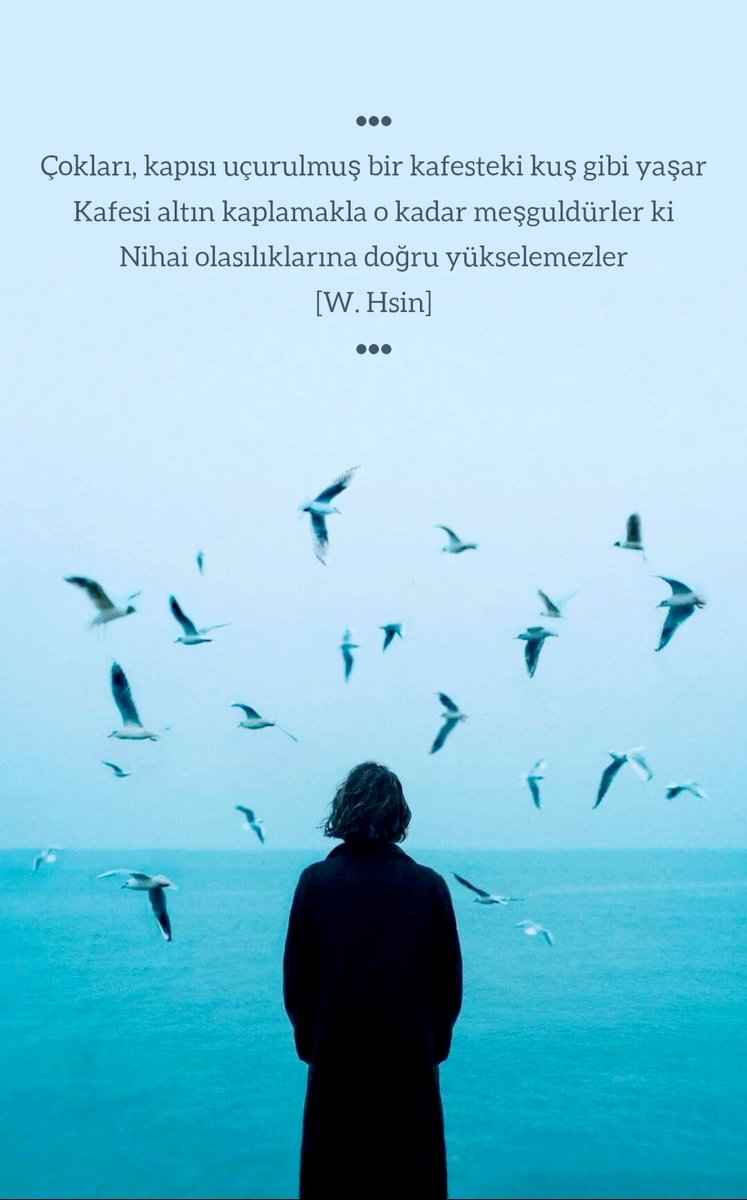 •••
Çokları, kapısı uçurulmuş bir kafesteki kuş gibi yaşar
Kafesi altın kaplamakla o kadar meşguldürler ki
Nihai olasılıklarına doğru yükselemezler
[W. Hsin]
•••